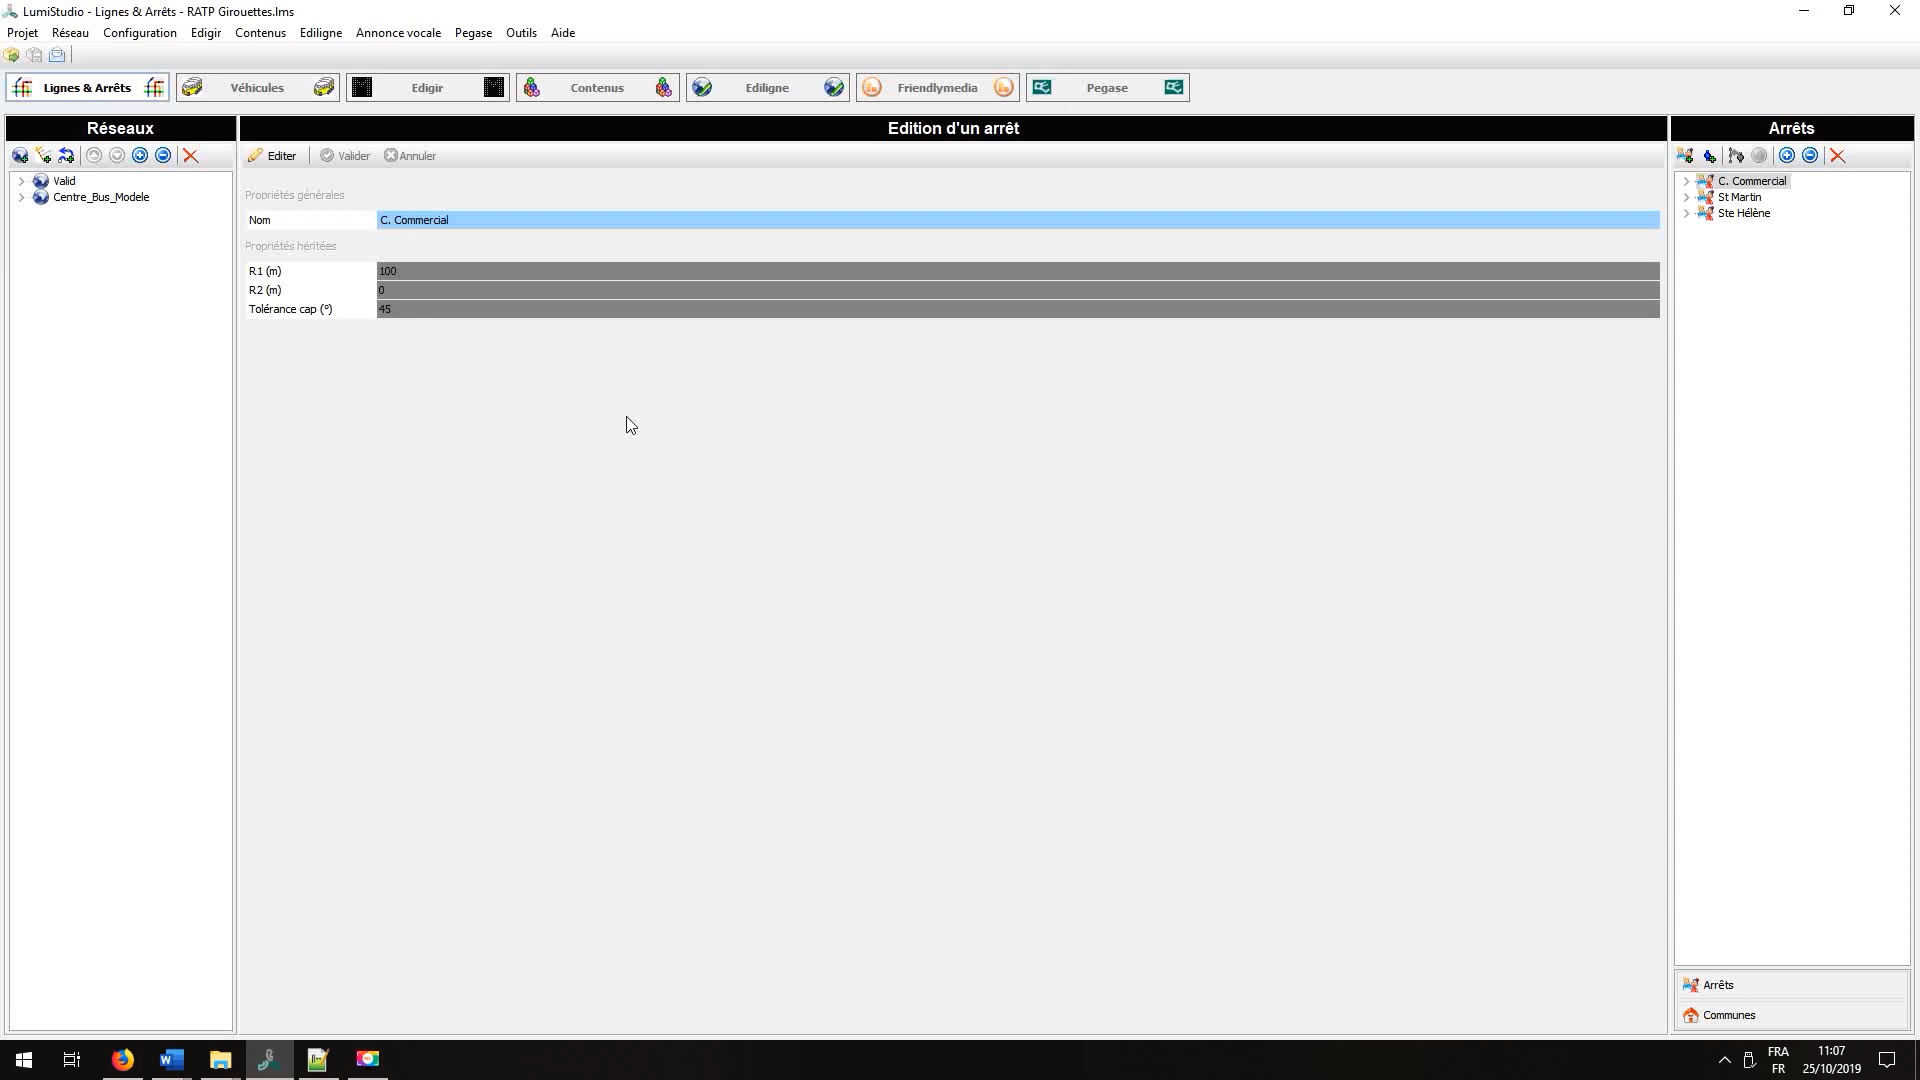 LumiStudio - Lignes & Arrêts - RATP Girouettes.lms
Projet Réseau Configuration Edigir Contenus Ediligne Annonce vocale Pegase Outils Aide
Lignes & Arrêts Véhicules Edigir Contenus Ediligne Friendlymedia Pegase
Réseaux
Valid
Centre_Bus_Modele
Edition d'un arrêt
Editer Valider Annuler
Propriétés générales
Nom C. Commercial
Propriétés héritées
R1 (m) 100
R2 (m) 0
Tolérance cap (°) 45
Arrêts
C. Commercial
St Martin
Ste Hélène
Arrêts
Communes
FRA
FR
11:07
25/10/2019